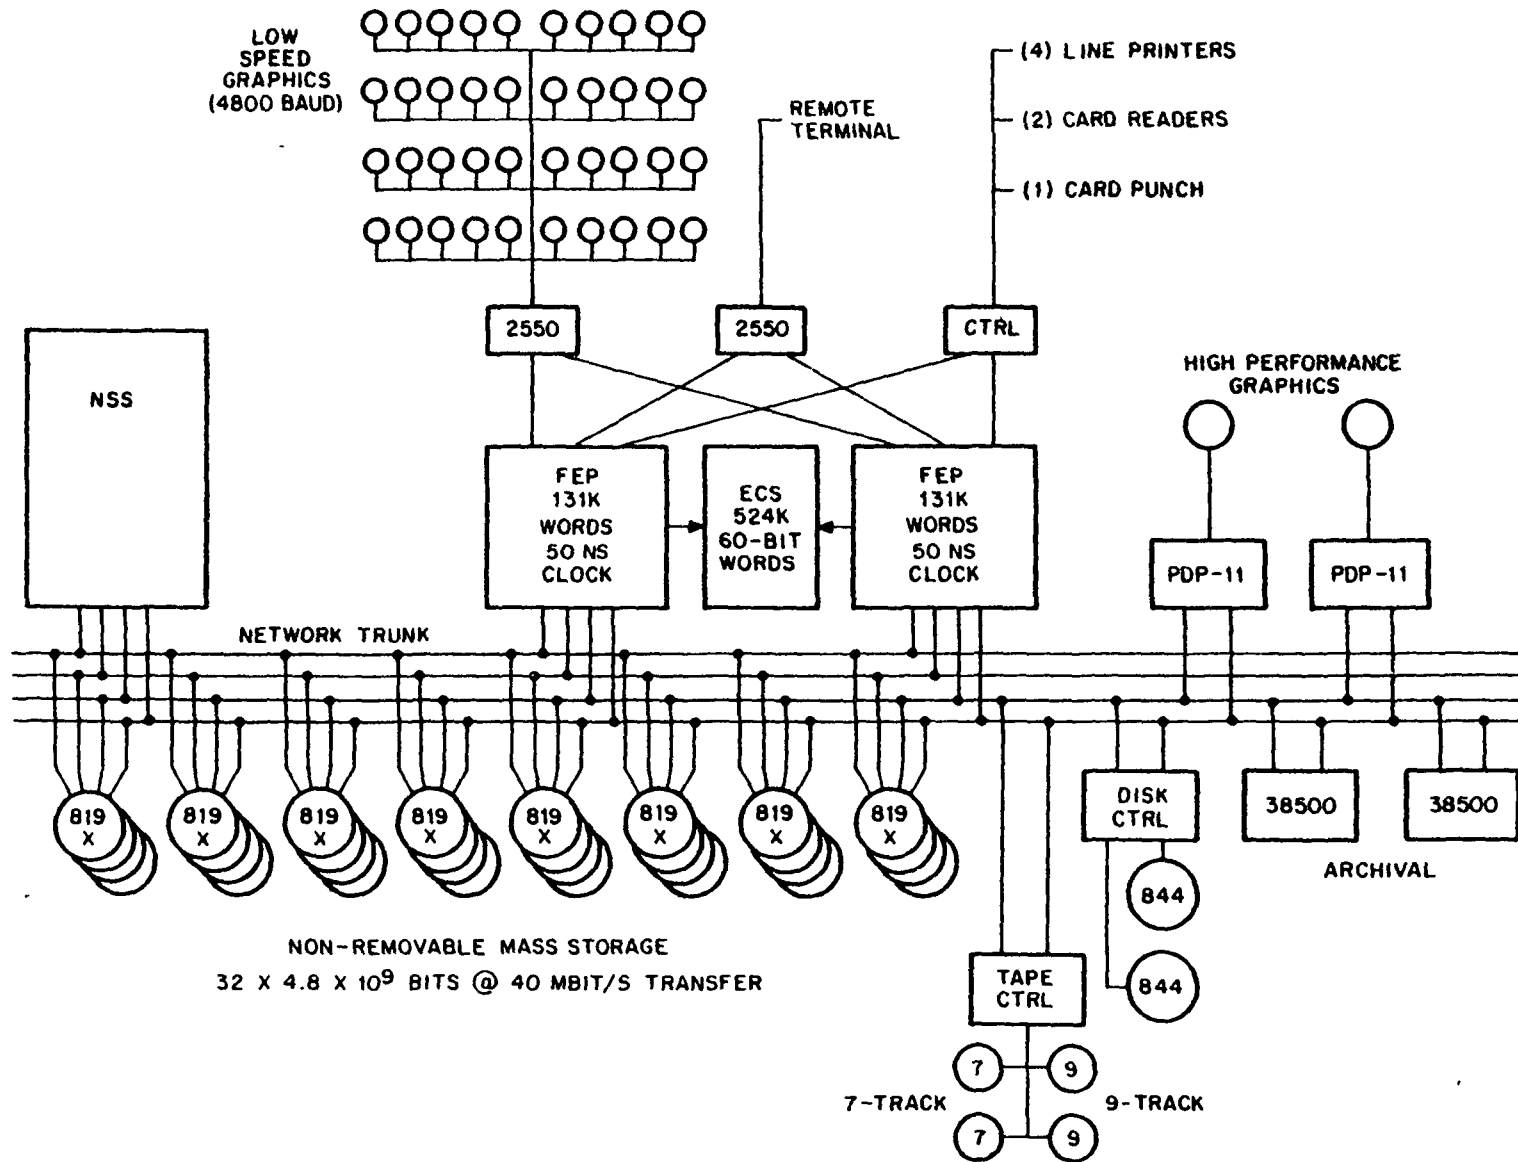 LOW
SPEED
GRAPHICS
(4800 BAUD)
REMOTE
TERMINAL
(4) LINE PRINTERS
(2) CARD READERS
(1) CARD PUNCH
2550
2550
CTRL
NSS
FEP
131K
WORDS
50 NS
CLOCK
ECS
524K
60-BIT
WORDS
FEP
131K
WORDS
50 NS
CLOCK
HIGH PERFORMANCE
GRAPHICS
PDP-11
PDP-11
NETWORK TRUNK
819
X
819
X
819
X
819
X
819
X
819
X
819
X
819
X
DISK
CTRL
38500
38500
ARCHIVAL
844
844
NON-REMOVABLE MASS STORAGE
32 X 4.8 X 10⁹ BITS @ 40 MBIT/S TRANSFER
TAPE
CTRL
7
9
7-TRACK
9-TRACK
7
9